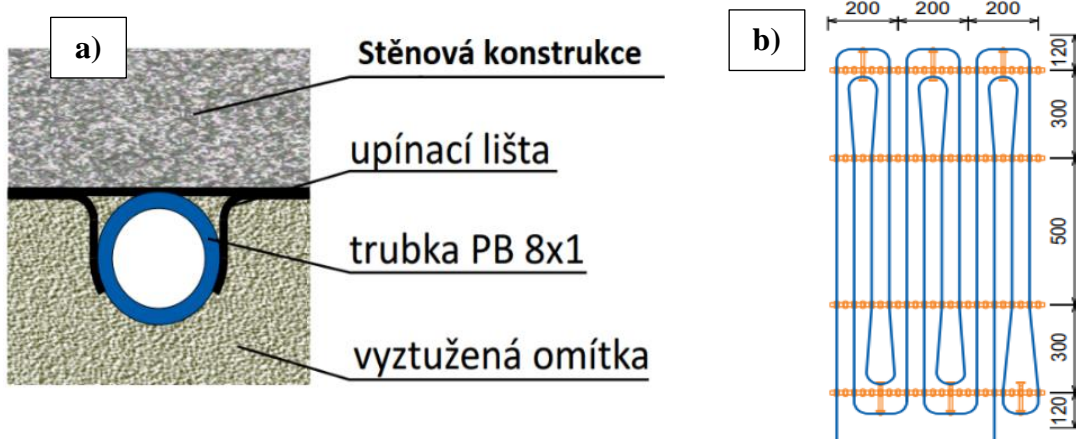 a)
Stěnová konstrukce
upínací lišta
trubka PB 8x1
vyztužená omítka
b)
200 200 200
120
300
500
300
120